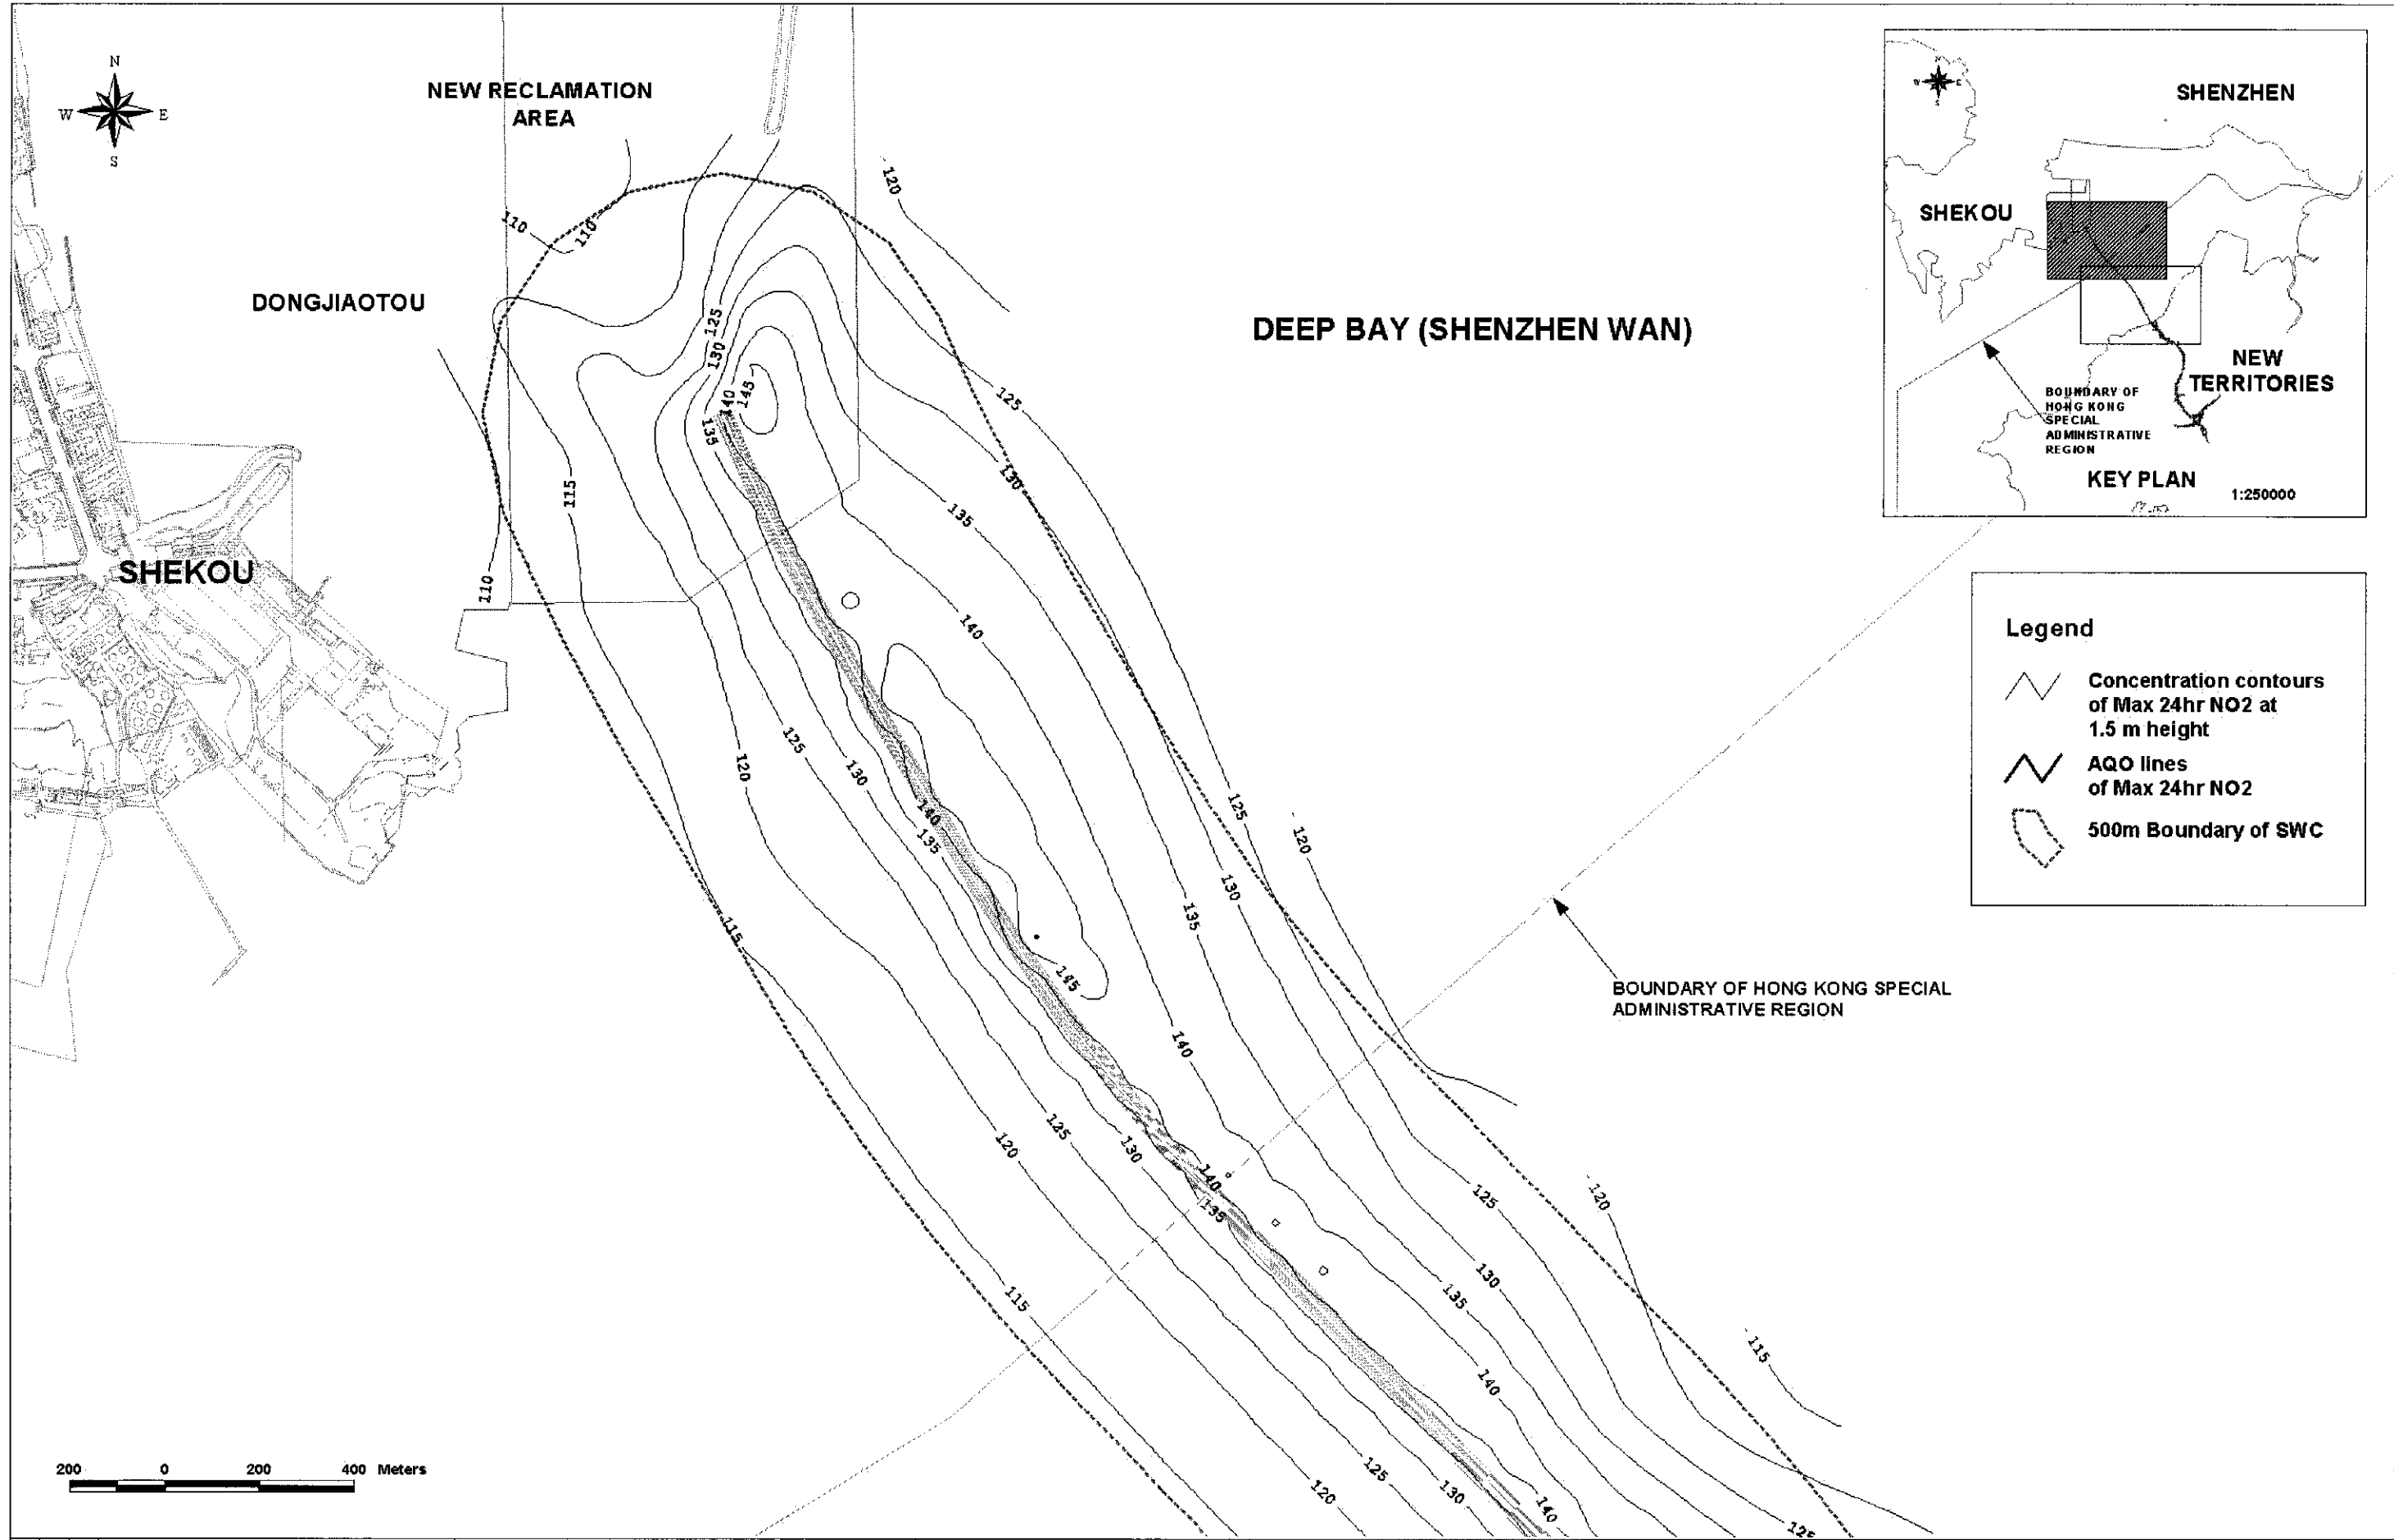 N
W E
S
NEW RECLAMATION
AREA
DONGJIAOTOU
SHEKOU
DEEP BAY (SHENZHEN WAN)
110
110
110
115
115
115
120
120
120
120
120
120
120
125
125
125
125
125
125
125
125
130
130
130
130
130
130
130
135
135
135
135
135
135
140
140
140
140
140
140
140
145
145
115
BOUNDARY OF HONG KONG SPECIAL
ADMINISTRATIVE REGION
200 0 200 400 Meters
N
W E
S
SHENZHEN
SHEKOU
NEW
TERRITORIES
BOUNDARY OF
HONG KONG
SPECIAL
ADMINISTRATIVE
REGION
KEY PLAN
1:250000
Legend
Concentration contours
of Max 24hr NO2 at
1.5 m height
AQO lines
of Max 24hr NO2
500m Boundary of SWC